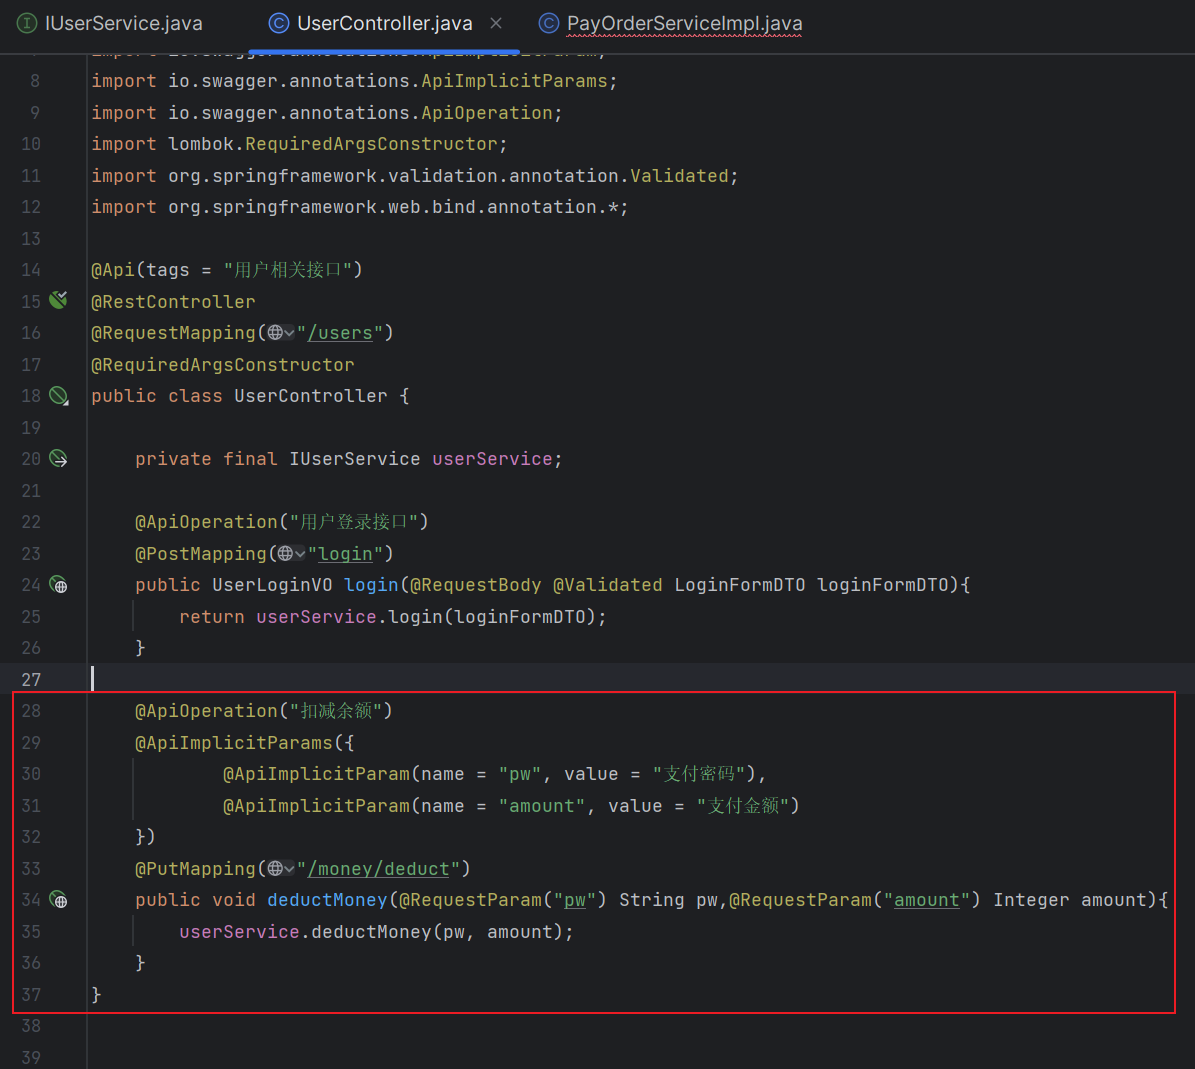 IUserService.java UserController.java PayOrderServiceImpl.java
8 import io.swagger.annotations.ApiImplicitParams;
9 import io.swagger.annotations.ApiOperation;
10 import lombok.RequiredArgsConstructor;
11 import org.springframework.validation.annotation.Validated;
12 import org.springframework.web.bind.annotation.*;
13
14 @Api(tags = "用户相关接口")
15 @RestController
16 @RequestMapping("/users")
17 @RequiredArgsConstructor
18 public class UserController {
19
20 private final IUserService userService;
21
22 @ApiOperation("用户登录接口")
23 @PostMapping("login")
24 public UserLoginVO login(@RequestBody @Validated LoginFormDTO loginFormDTO){
25 return userService.login(loginFormDTO);
26 }
27
28 @ApiOperation("扣减余额")
29 @ApiImplicitParams({
30 @ApiImplicitParam(name = "pw", value = "支付密码"),
31 @ApiImplicitParam(name = "amount", value = "支付金额")
32 })
33 @PutMapping("/money/deduct")
34 public void deductMoney(@RequestParam("pw") String pw,@RequestParam("amount") Integer amount){
35 userService.deductMoney(pw, amount);
36 }
37 }
38
39